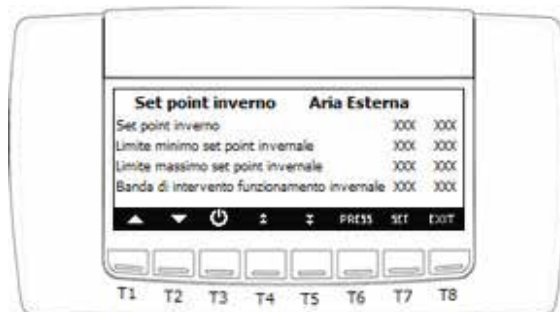 Set point inverno Aria Esterna
Set point inverno XXX XXX
Limite minimo set point invernale XXX XXX
Limite massimo set point invernale XXX XXX
Banda di intervento funzionamento invernale XXX XXX
PRESS SET EXIT
T1 T2 T3 T4 T5 T6 T7 T8